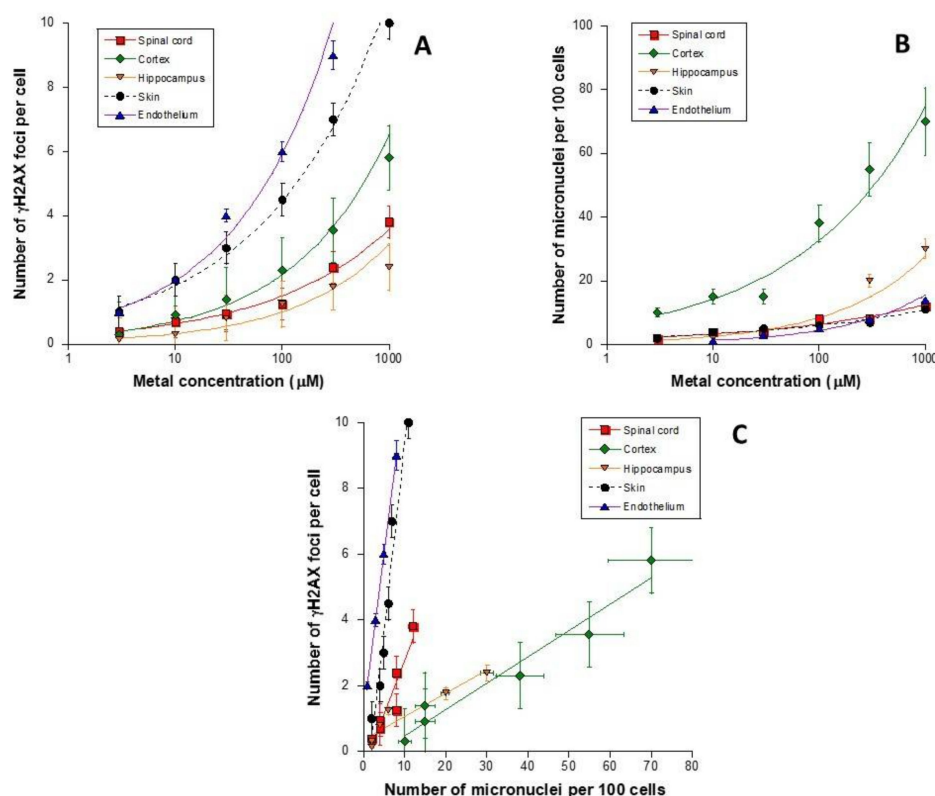 A
Number of γH2AX foci per cell
10
8
6
4
2
0
Spinal cord
Cortex
Hippocampus
Skin
Endothelium
1
10
100
1000
Metal concentration (μM)
B
Number of micronuclei per 100 cells
100
80
60
40
20
0
Spinal cord
Cortex
Hippocampus
Skin
Endothelium
1
10
100
1000
Metal concentration (μM)
C
Number of γH2AX foci per cell
10
8
6
4
2
0
Spinal cord
Cortex
Hippocampus
Skin
Endothelium
0 10 20 30 40 50 60 70 80
Number of micronuclei per 100 cells